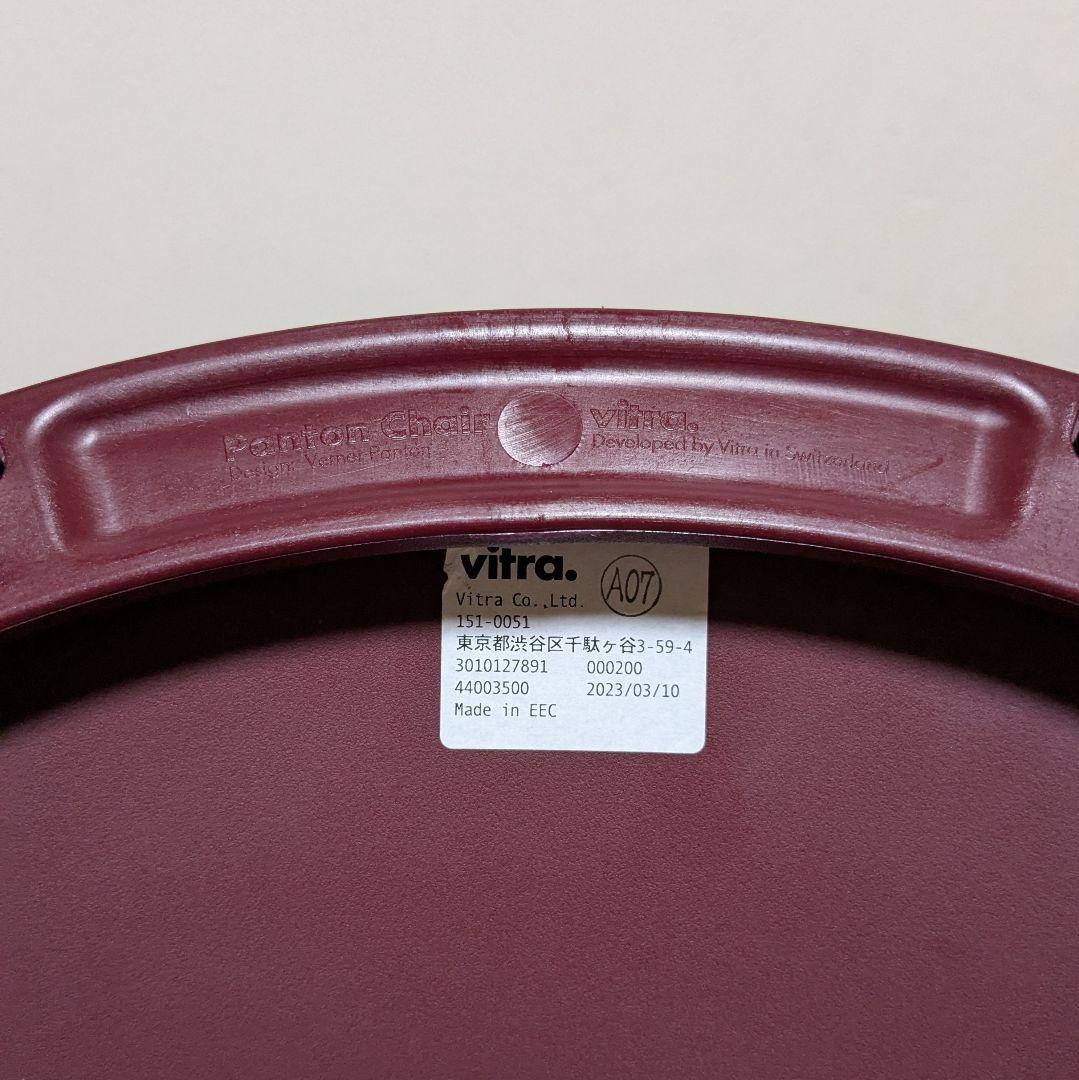 Panton Chair
Design: Verner Panton
vitra.
Developed by Vitra in Switzerland
vitra.
A07
Vitra Co.,Ltd.
151-0051
東京都渋谷区千駄ヶ谷3-59-4
3010127891 000200
44003500 2023/03/10
Made in EEC